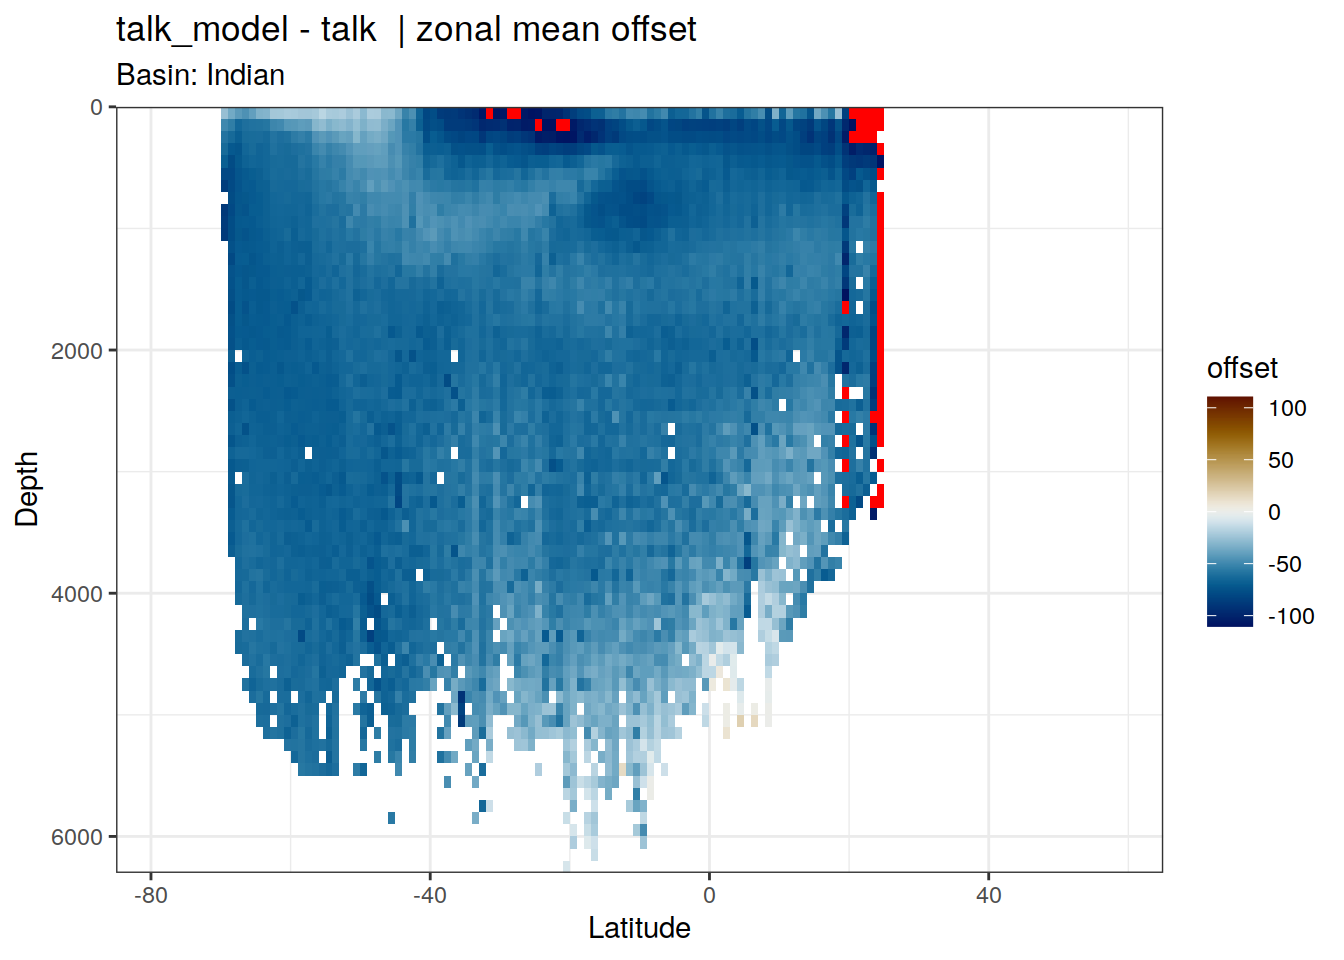 talk_model - talk | zonal mean offset
Basin: Indian
0
2000
4000
6000
Depth
-80
-40
0
40
Latitude
offset
100
50
0
-50
-100